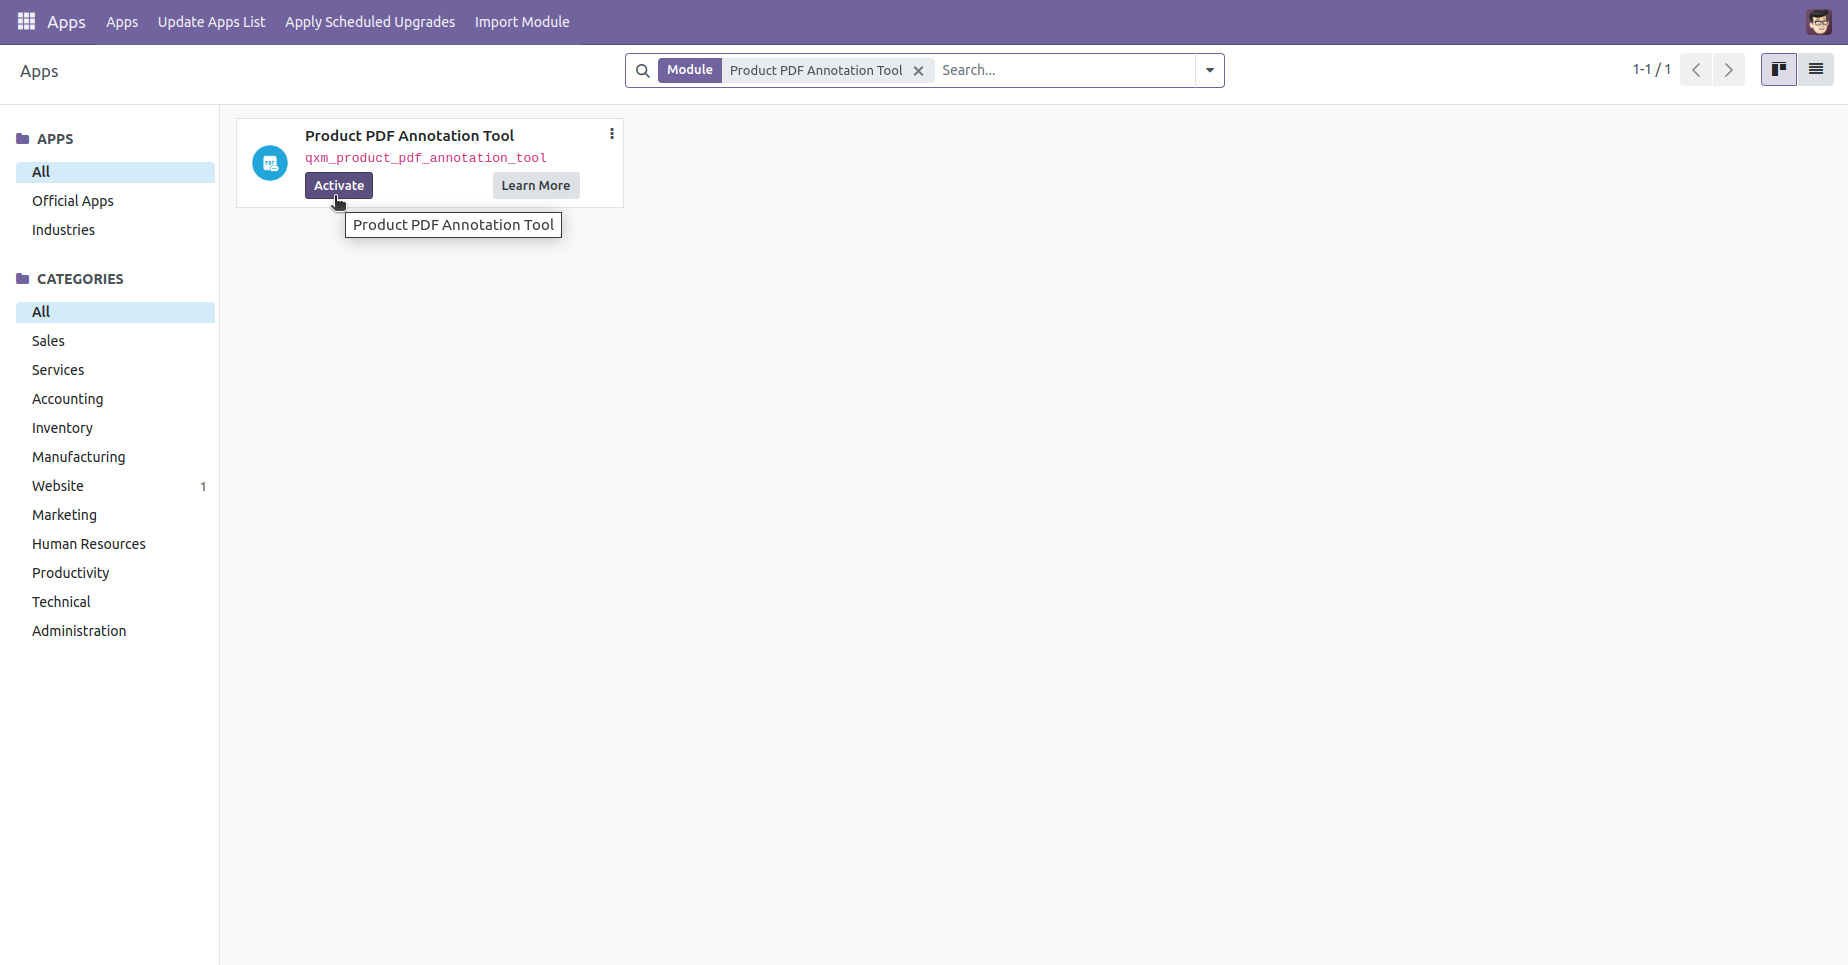 Apps Apps Update Apps List Apply Scheduled Upgrades Import Module
Apps
Module Product PDF Annotation Tool Search...
1-1 / 1
APPS
All
Official Apps
Industries
CATEGORIES
All
Sales
Services
Accounting
Inventory
Manufacturing
Website 1
Marketing
Human Resources
Productivity
Technical
Administration
Product PDF Annotation Tool
qxm_product_pdf_annotation_tool
Activate Learn More
Product PDF Annotation Tool